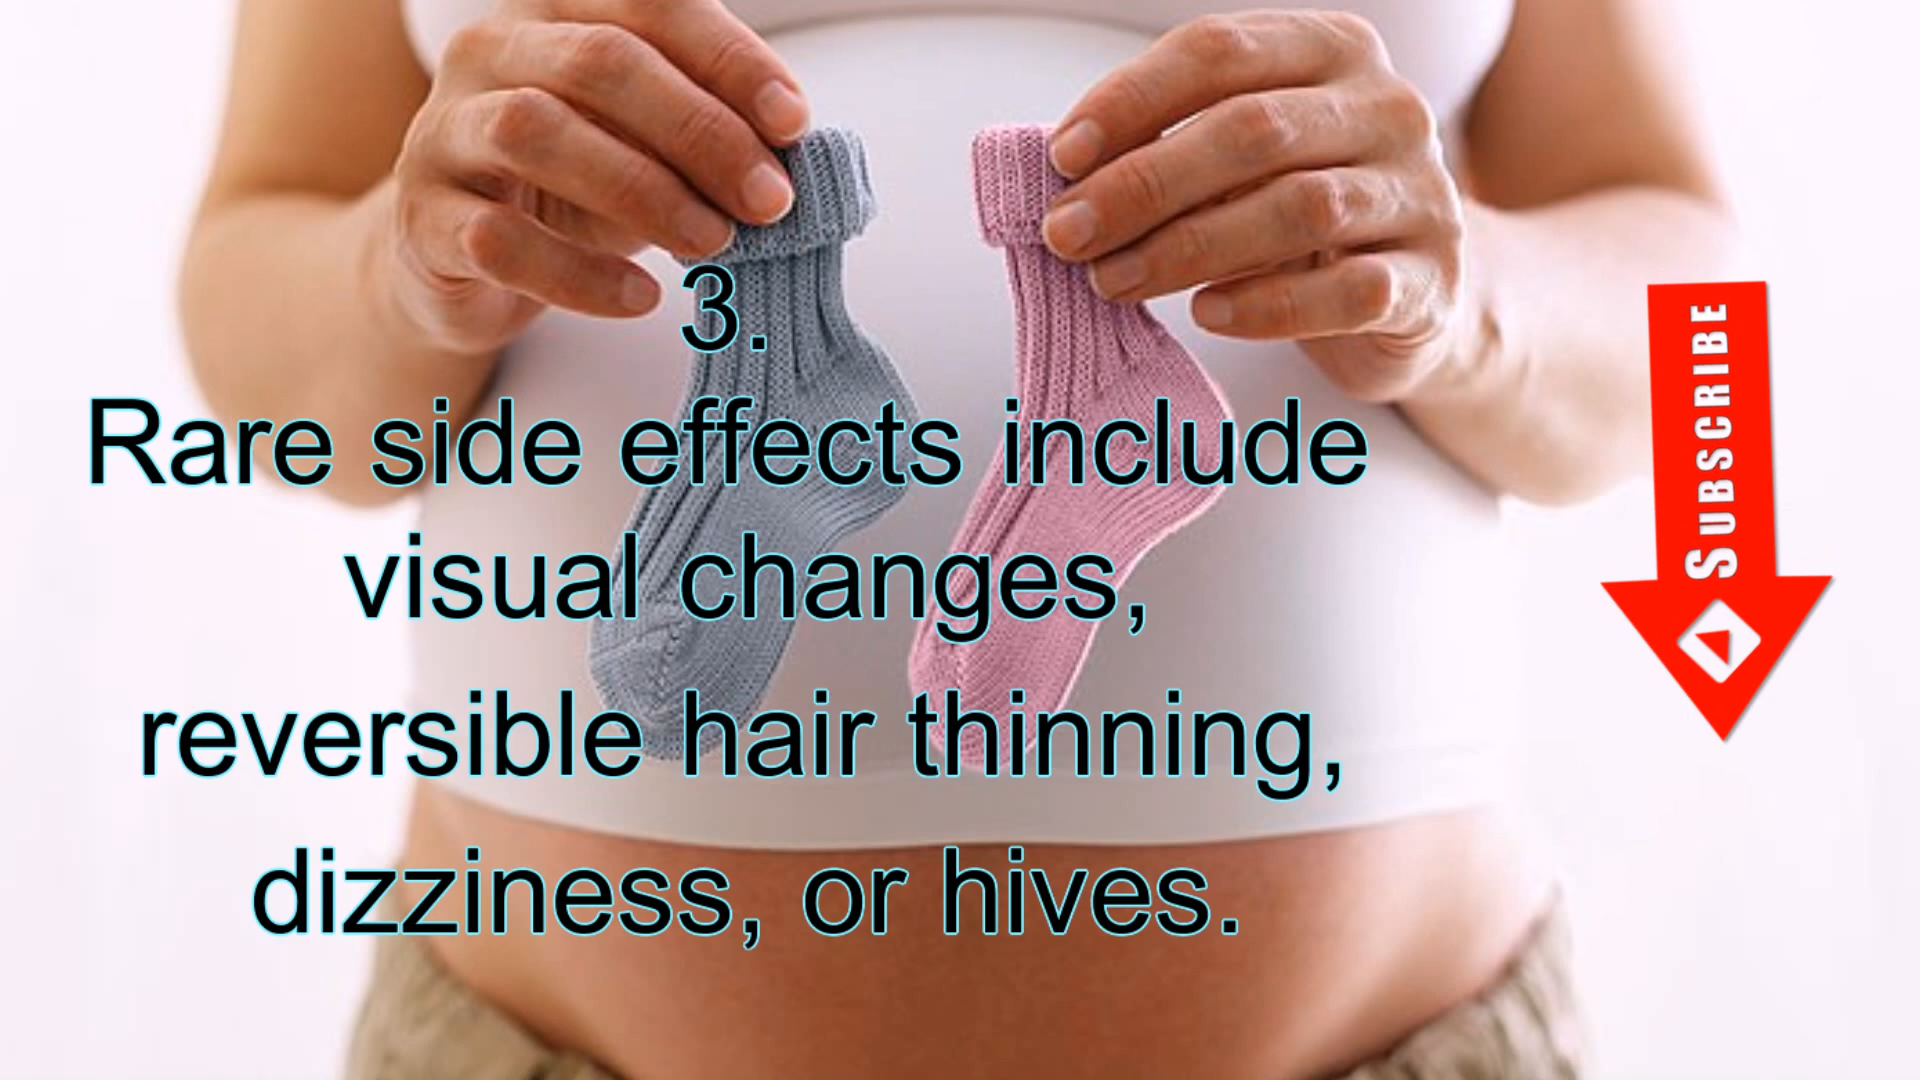 3.
Rare side effects include
visual changes,
reversible hair thinning,
dizziness, or hives.
SUBSCRIBE